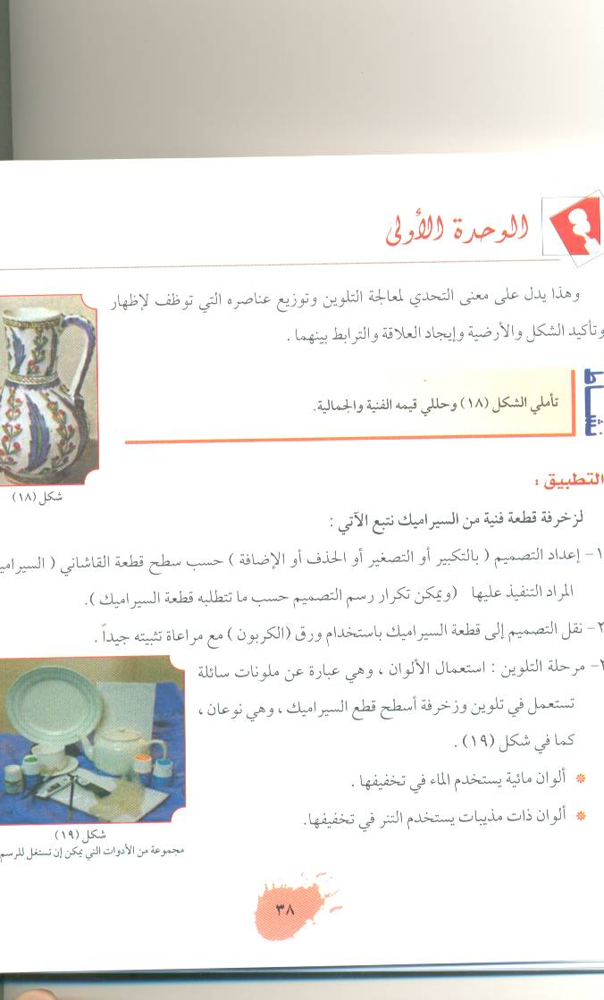 الوحدة الأولى
وهذا يدل على معنى التحدي لمعالجة التلوين وتوزيع عناصره التي توظف لإظهار
وتأكيد الشكل والأرضية وإيجاد العلاقة والترابط بينهما .
نشاط
تأملي الشكل (١٨) وحللي قيمه الفنية والجمالية.
شكل (١٨)
التطبيق :
لزخرفة قطعة فنية من السيراميك نتبع الآتي :
١- إعداد التصميم ( بالتكبير أو التصغير أو الحذف أو الإضافة ) حسب سطح قطعة القاشاني ( السيرامي
المراد التنفيذ عليها (ويمكن تكرار رسم التصميم حسب ما تتطلبه قطعة السيراميك ).
٢- نقل التصميم إلى قطعة السيراميك باستخدام ورق (الكربون ) مع مراعاة تثبيته جيداً .
٣- مرحلة التلوين : استعمال الألوان ، وهي عبارة عن ملونات سائلة
تستعمل في تلوين وزخرفة أسطح قطع السيراميك ، وهي نوعان ،
كما في شكل (١٩) .
ألوان مائية يستخدم الماء في تخفيفها .
ألوان ذات مذيبات يستخدم التنر في تخفيفها.
شكل (١٩)
مجموعة من الأدوات التي يمكن إن تستغل للرسم
٣٨